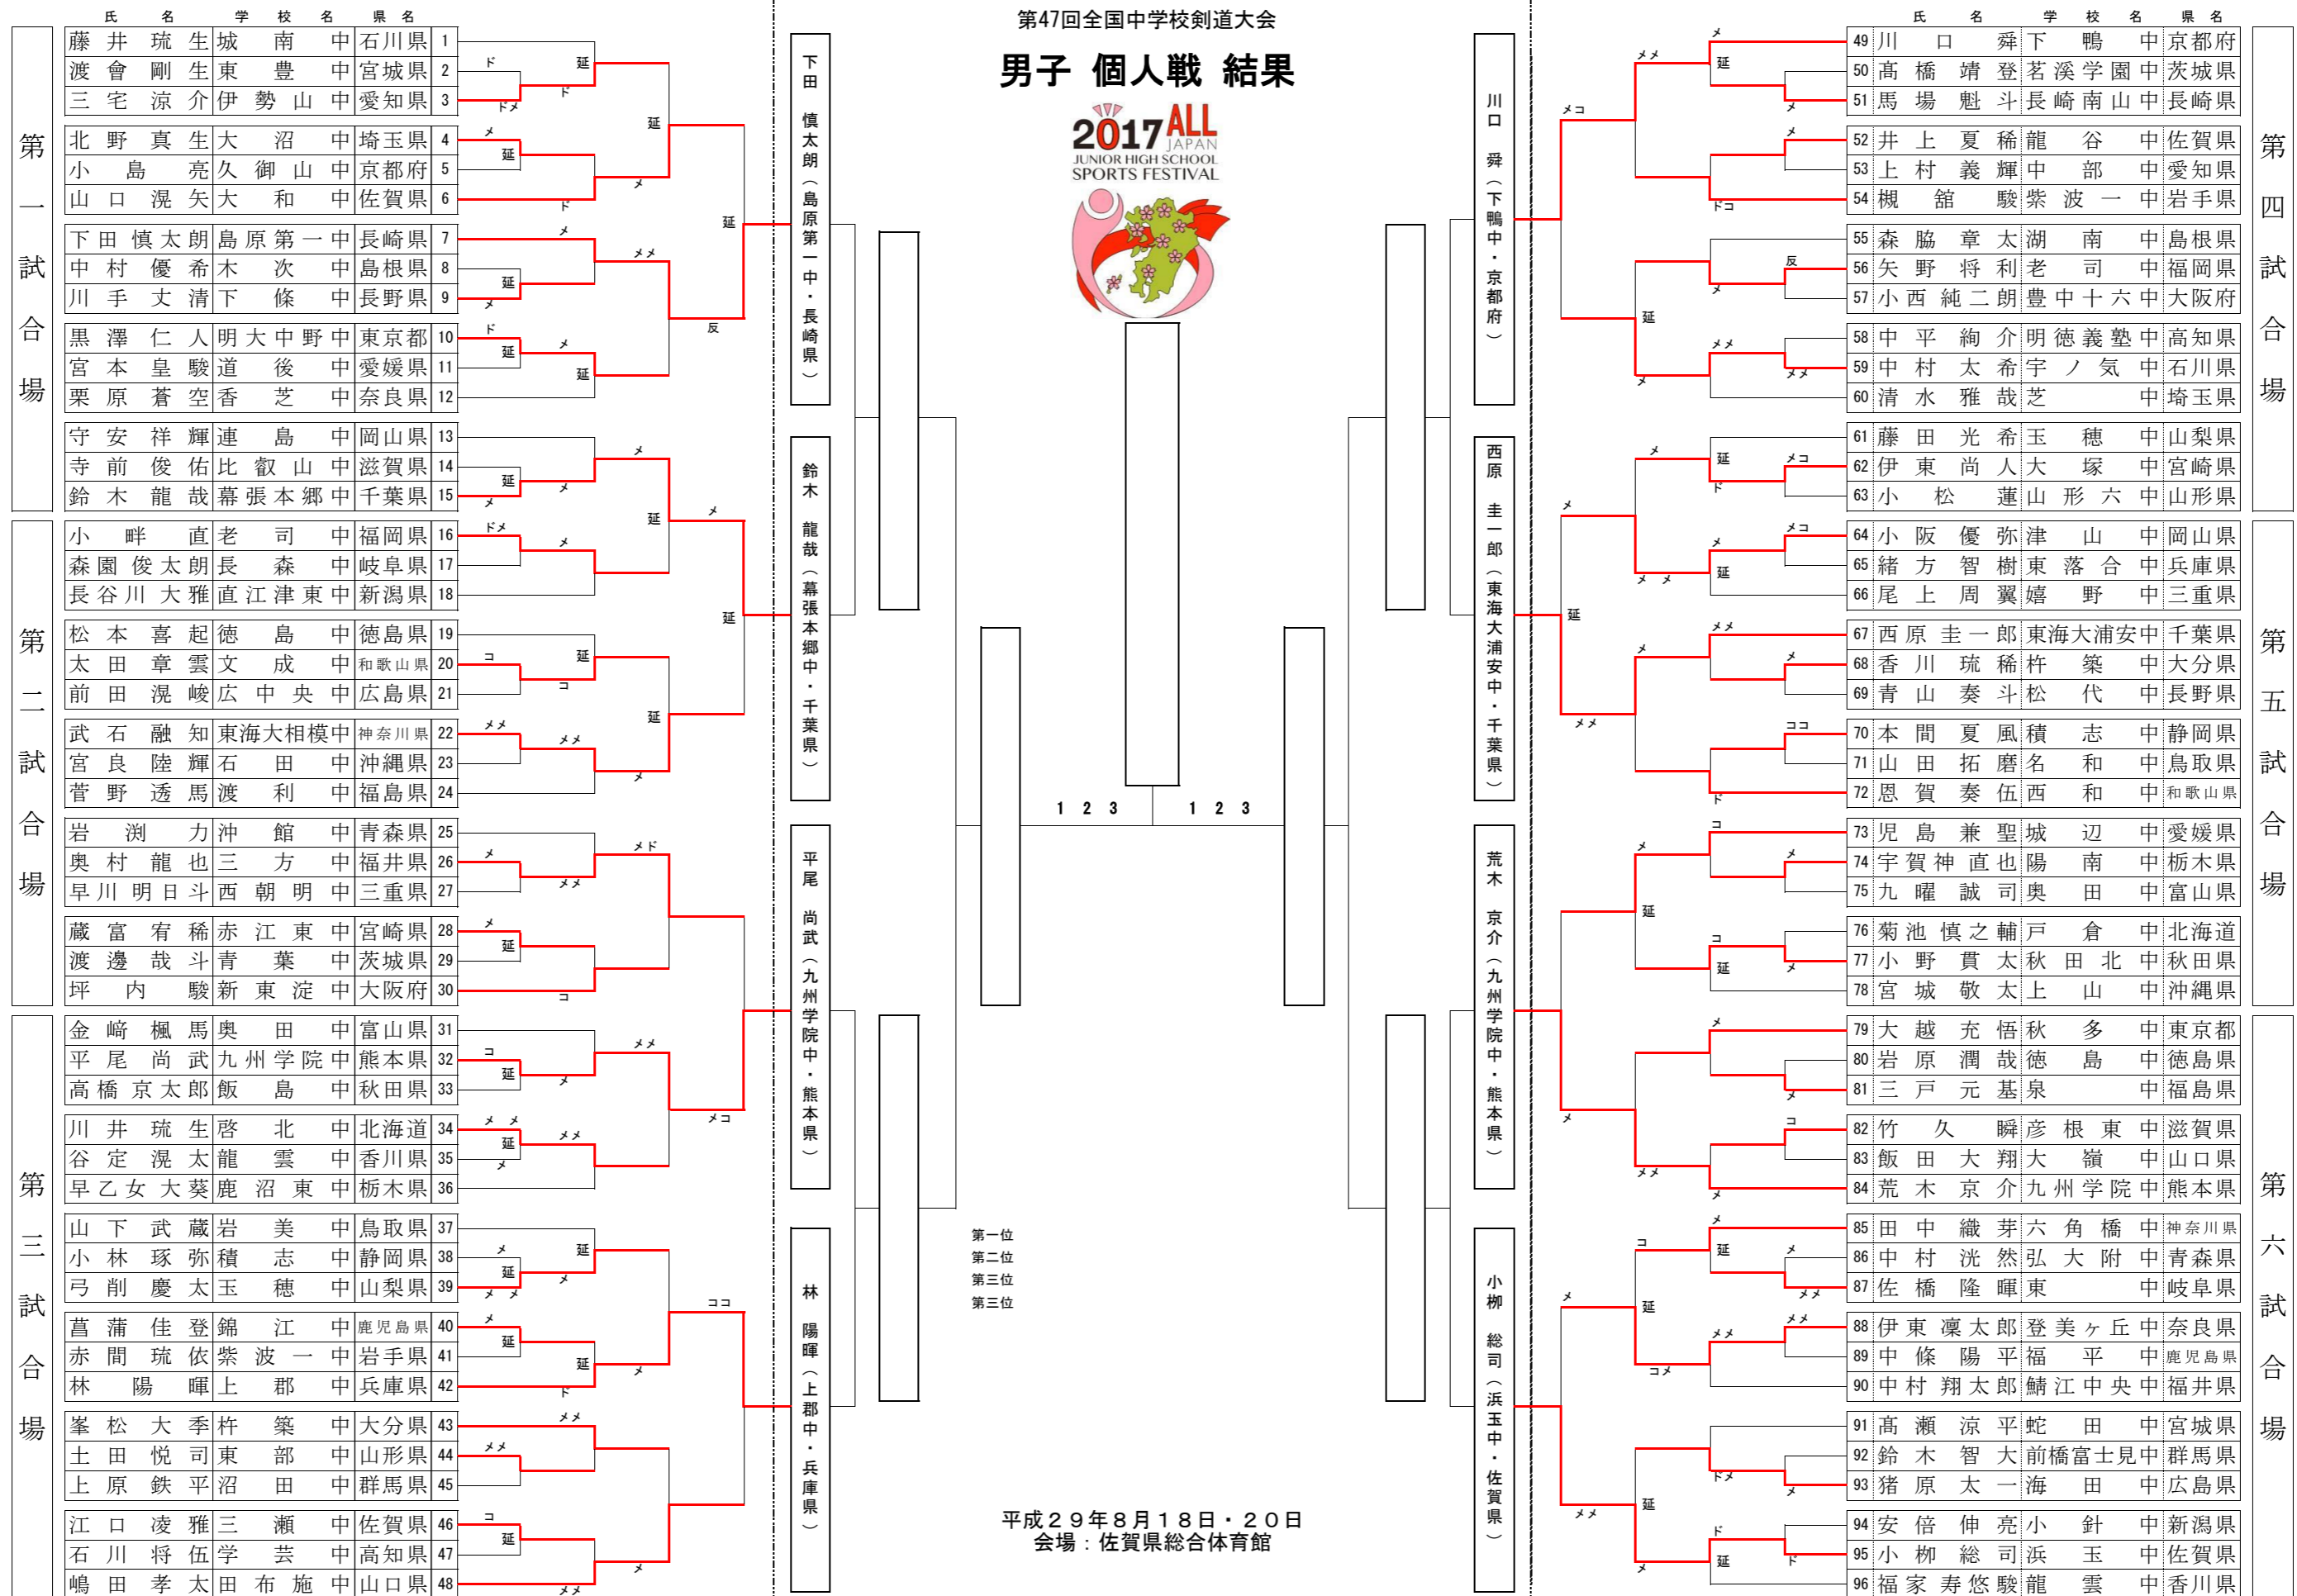 第47回全国中学校剣道大会
男子 個人戦 結果
2017 ALL
JAPAN
JUNIOR HIGH SCHOOL
SPORTS FESTIVAL
氏 名 学 校 名 県 名
第一試合場
藤井琉生 城南中 石川県 1
渡會剛生 東豊中 宮城県 2
三宅涼介 伊勢山中 愛知県 3
北野真生 大沼中 埼玉県 4
小島亮 久御山中 京都府 5
山口滉矢 大和中 佐賀県 6
下田慎太朗 島原第一中 長崎県 7
中村優希 木次中 島根県 8
川手丈清 下條中 長野県 9
黒澤仁人 明大中野中 東京都 10
宮本皇駿 道後中 愛媛県 11
栗原蒼空 香芝中 奈良県 12
守安祥輝 連島中 岡山県 13
寺前俊佑 比叡山中 滋賀県 14
鈴木龍哉 幕張本郷中 千葉県 15
第二試合場
小畔直 老司中 福岡県 16
森園俊太朗 長森中 岐阜県 17
長谷川大雅 直江津東中 新潟県 18
松本喜起 徳島中 徳島県 19
太田章雲 文成中 和歌山県 20
前田滉峻 広中央中 広島県 21
武石融知 東海大相模中 神奈川県 22
宮良陸輝 石田中 沖縄県 23
菅野透馬 渡利中 福島県 24
岩渕力 沖館中 青森県 25
奥村龍也 三方中 福井県 26
早川明日斗 西朝明中 三重県 27
蔵富宥稀 赤江東中 宮崎県 28
渡邊哉斗 青葉中 茨城県 29
坪内駿 新東淀中 大阪府 30
第三試合場
金﨑楓馬 奥田中 富山県 31
平尾尚武 九州学院中 熊本県 32
高橋京太郎 飯島中 秋田県 33
川井琉生 啓北中 北海道 34
谷定滉太 龍雲中 香川県 35
早乙女大葵 鹿沼東中 栃木県 36
山下武蔵 岩美中 鳥取県 37
小林琢弥 積志中 静岡県 38
弓削慶太 玉穂中 山梨県 39
菖蒲佳登 錦江中 鹿児島県 40
赤間琉依 紫波一中 岩手県 41
林陽暉 上郡中 兵庫県 42
峯松大季 杵築中 大分県 43
土田悦司 東部中 山形県 44
上原鉄平 沼田中 群馬県 45
江口凌雅 三瀬中 佐賀県 46
石川将伍 学芸中 高知県 47
嶋田孝太 田布施中 山口県 48
下田 慎太朗（島原第一中・長崎県）
鈴木 龍哉（幕張本郷中・千葉県）
平尾 尚武（九州学院中・熊本県）
林 陽暉（上郡中・兵庫県）
1 2 3 1 2 3
第一位
第二位
第三位
第三位
平成２９年８月１８日・２０日
会場：佐賀県総合体育館
川口 舜（下鴨中・京都府）
西原 圭一郎（東海大浦安中・千葉県）
荒木 京介（九州学院中・熊本県）
小栁 総司（浜玉中・佐賀県）
氏 名 学 校 名 県 名
第四試合場
49 川口舜 下鴨中 京都府
50 髙橋靖登 茗溪学園中 茨城県
51 馬場魁斗 長崎南山中 長崎県
52 井上夏稀 龍谷中 佐賀県
53 上村義輝 中部中 愛知県
54 槻舘駿 紫波一中 岩手県
55 森脇章太 湖南中 島根県
56 矢野将利 老司中 福岡県
57 小西純二朗 豊中十六中 大阪府
58 中平絢介 明徳義塾中 高知県
59 中村太希 宇ノ気中 石川県
60 清水雅哉 芝中 埼玉県
61 藤田光希 玉穂中 山梨県
62 伊東尚人 大塚中 宮崎県
63 小松蓮 山形六中 山形県
第五試合場
64 小阪優弥 津山中 岡山県
65 緒方智樹 東落合中 兵庫県
66 尾上周翼 嬉野中 三重県
67 西原圭一郎 東海大浦安中 千葉県
68 香川琉稀 杵築中 大分県
69 青山奏斗 松代中 長野県
70 本間夏風 積志中 静岡県
71 山田拓磨 名和中 鳥取県
72 恩賀奏伍 西和中 和歌山県
73 児島兼聖 城辺中 愛媛県
74 宇賀神直也 陽南中 栃木県
75 九曜誠司 奥田中 富山県
76 菊池慎之輔 戸倉中 北海道
77 小野貫太 秋田北中 秋田県
78 宮城敬太 上山中 沖縄県
第六試合場
79 大越充悟 秋多中 東京都
80 岩原潤哉 徳島中 徳島県
81 三戸元基 泉中 福島県
82 竹久瞬 彦根東中 滋賀県
83 飯田大翔 大嶺中 山口県
84 荒木京介 九州学院中 熊本県
85 田中織芽 六角橋中 神奈川県
86 中村洸然 弘大附中 青森県
87 佐橋隆暉 東中 岐阜県
88 伊東凜太郎 登美ヶ丘中 奈良県
89 中條陽平 福平中 鹿児島県
90 中村翔太郎 鯖江中央中 福井県
91 髙瀬涼平 蛇田中 宮城県
92 鈴木智大 前橋富士見中 群馬県
93 猪原太一 海田中 広島県
94 安倍伸亮 小針中 新潟県
95 小栁総司 浜玉中 佐賀県
96 福家寿悠駿 龍雲中 香川県